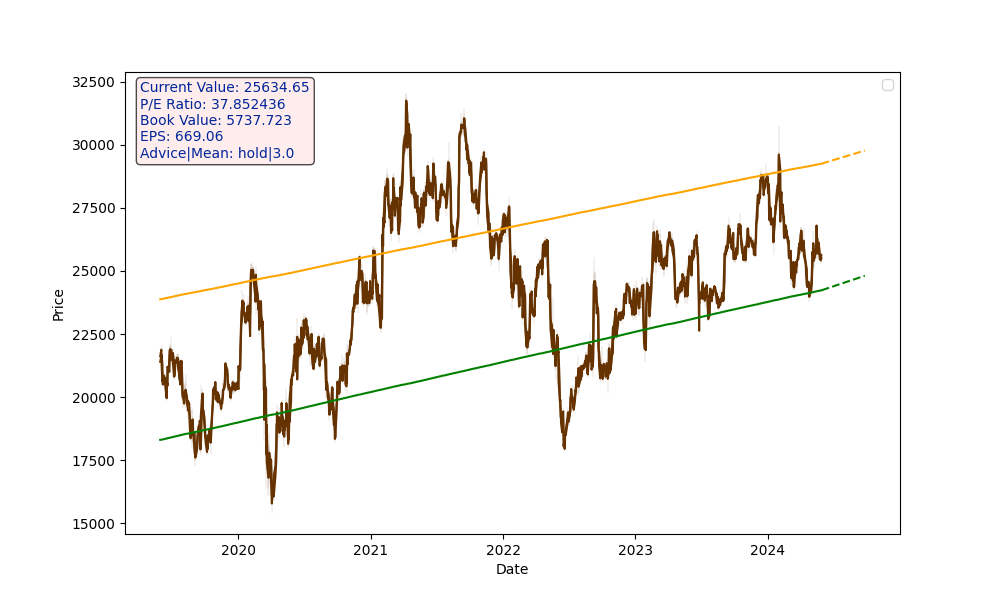 32500
30000
27500
25000
22500
20000
17500
15000
Price
Current Value: 25634.65
P/E Ratio: 37.852436
Book Value: 5737.723
EPS: 669.06
Advice|Mean: hold|3.0
2020
2021
2022
2023
2024
Date